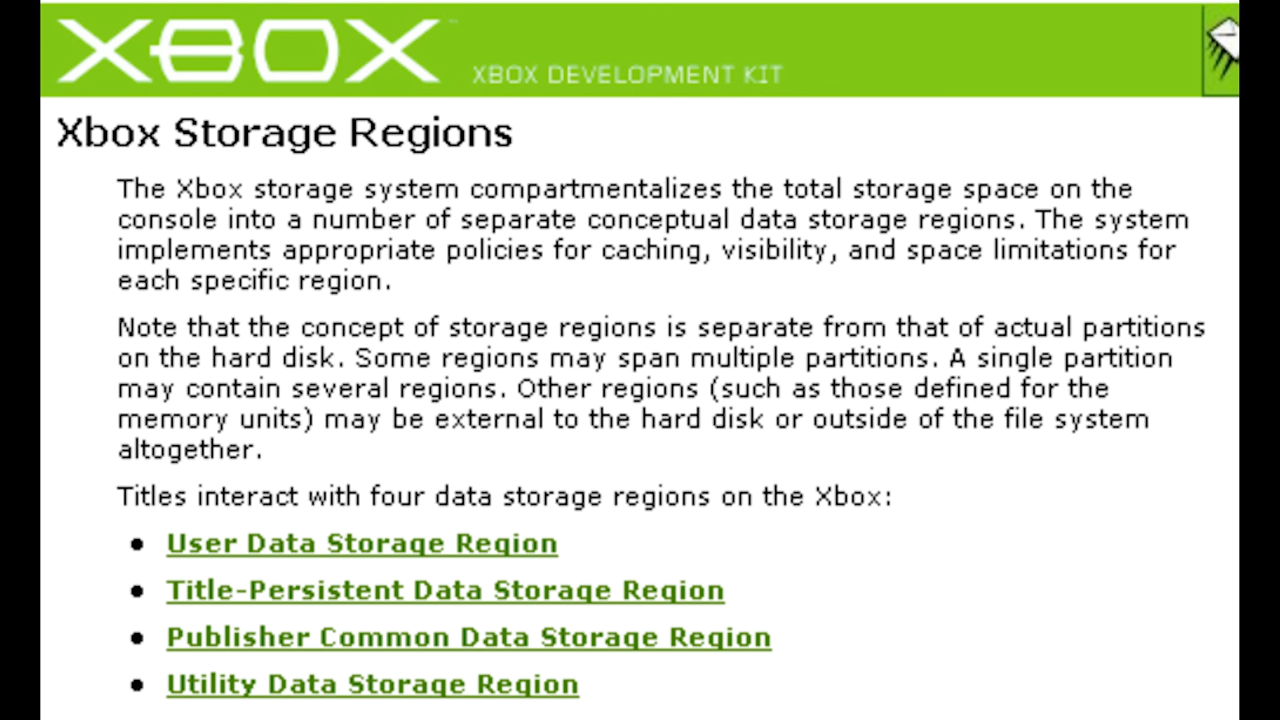 XBOX
XBOX DEVELOPMENT KIT
Xbox Storage Regions
The Xbox storage system compartmentalizes the total storage space on the
console into a number of separate conceptual data storage regions. The system
implements appropriate policies for caching, visibility, and space limitations for
each specific region.
Note that the concept of storage regions is separate from that of actual partitions
on the hard disk. Some regions may span multiple partitions. A single partition
may contain several regions. Other regions (such as those defined for the
memory units) may be external to the hard disk or outside of the file system
altogether.
Titles interact with four data storage regions on the Xbox:
• User Data Storage Region
• Title-Persistent Data Storage Region
• Publisher Common Data Storage Region
• Utility Data Storage Region